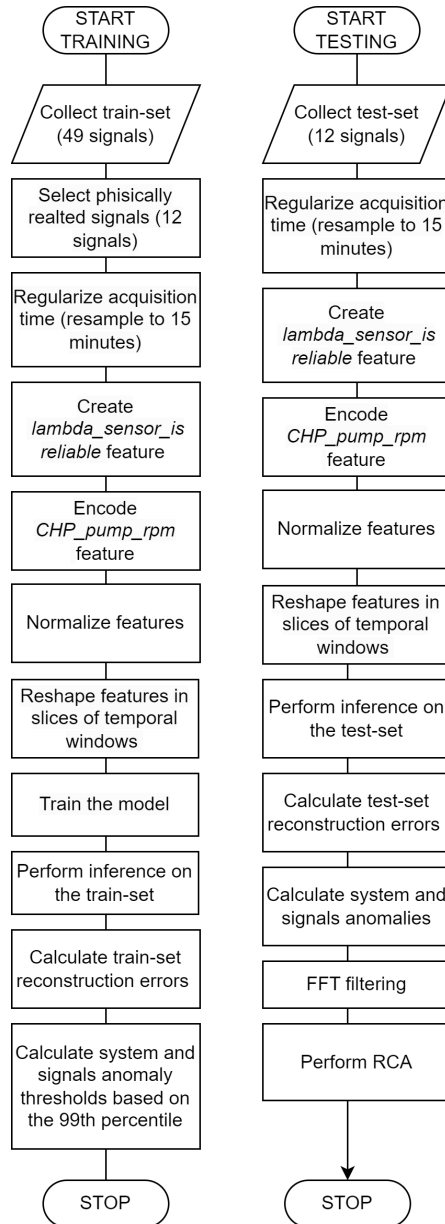 START
TRAINING
Collect train-set
(49 signals)
Select phisically
realted signals (12
signals)
Regularize acquisition
time (resample to 15
minutes)
Create
lambda_sensor_is
reliable feature
Encode
CHP_pump_rpm
feature
Normalize features
Reshape features in
slices of temporal
windows
Train the model
Perform inference on
the train-set
Calculate train-set
reconstruction errors
Calculate system and
signals anomaly
thresholds based on
the 99th percentile
STOP
START
TESTING
Collect test-set
(12 signals)
Regularize acquisition
time (resample to 15
minutes)
Create
lambda_sensor_is
reliable feature
Encode
CHP_pump_rpm
feature
Normalize features
Reshape features in
slices of temporal
windows
Perform inference on
the test-set
Calculate test-set
reconstruction errors
Calculate system and
signals anomalies
FFT filtering
Perform RCA
STOP